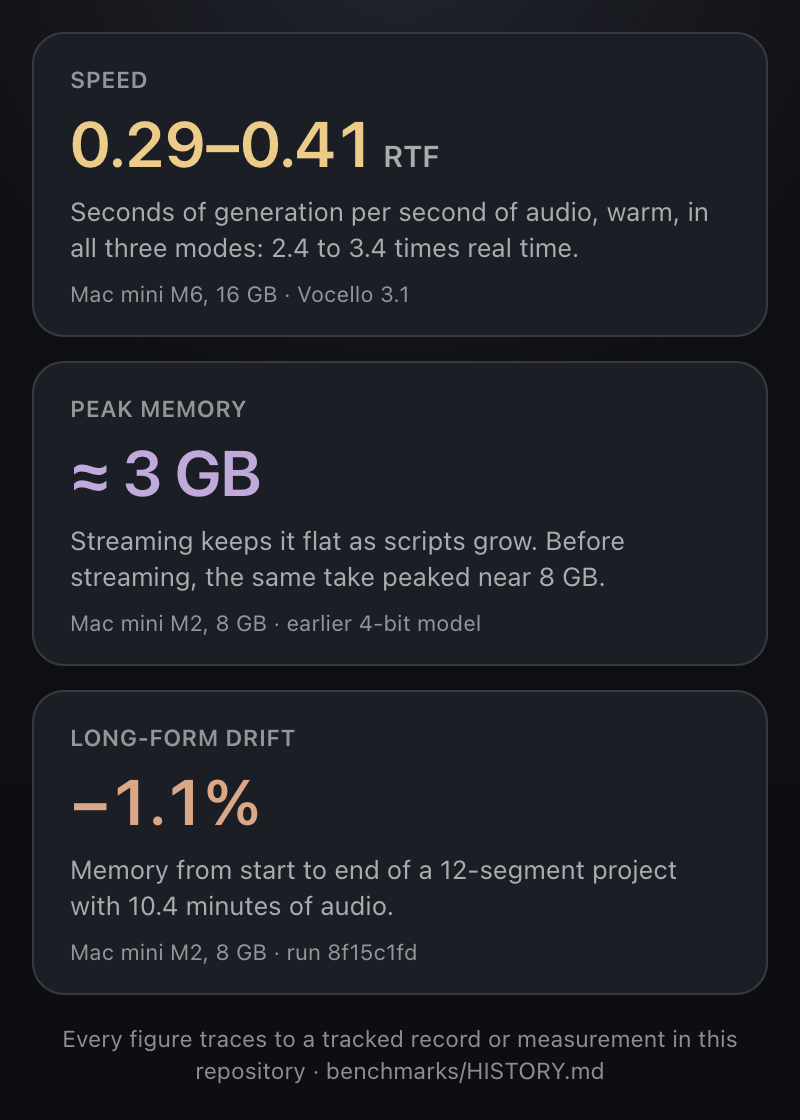 SPEED
0.29–0.41 RTF
Seconds of generation per second of audio, warm, in
all three modes: 2.4 to 3.4 times real time.
Mac mini M6, 16 GB · Vocello 3.1
PEAK MEMORY
≈ 3 GB
Streaming keeps it flat as scripts grow. Before
streaming, the same take peaked near 8 GB.
Mac mini M2, 8 GB · earlier 4-bit model
LONG-FORM DRIFT
−1.1%
Memory from start to end of a 12-segment project
with 10.4 minutes of audio.
Mac mini M2, 8 GB · run 8f15c1fd
Every figure traces to a tracked record or measurement in this
repository · benchmarks/HISTORY.md